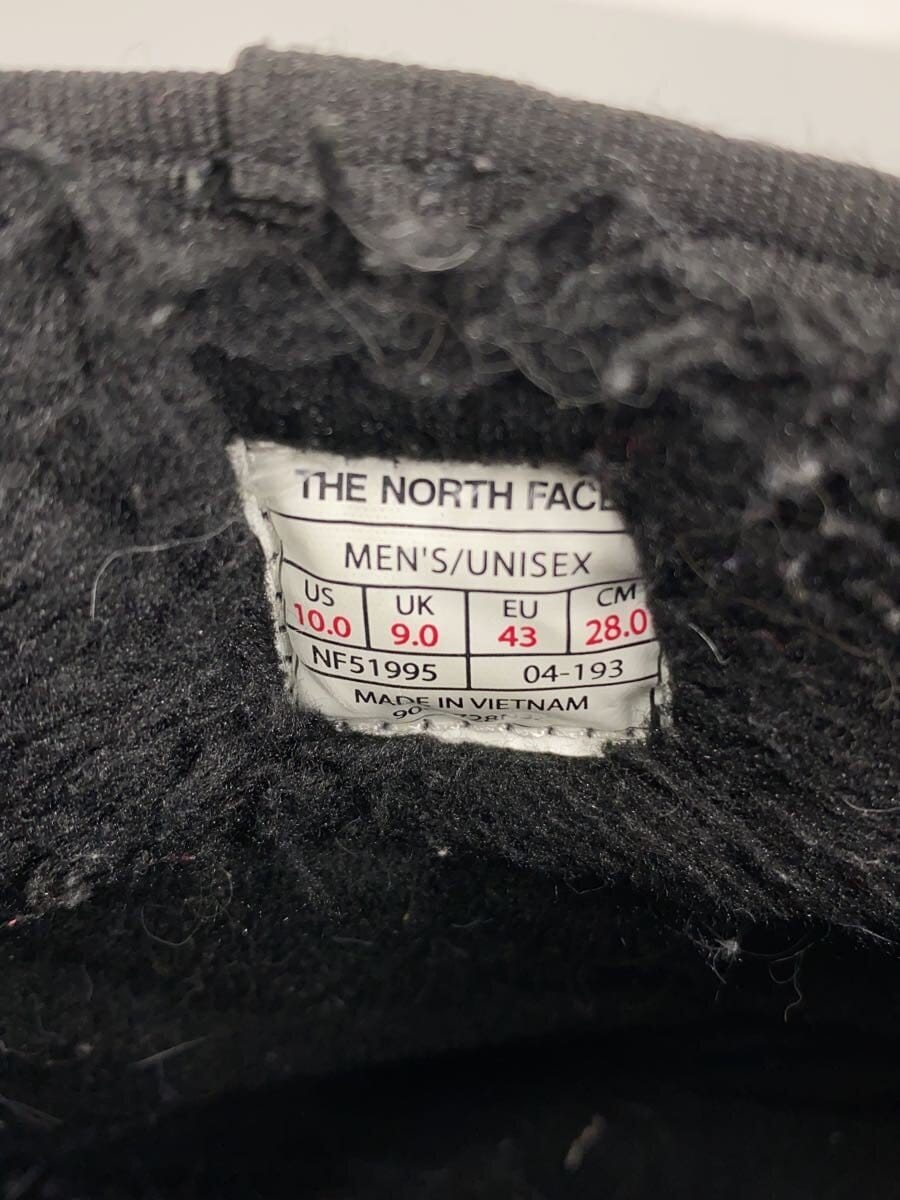 THE NORTH FACE
MEN'S/UNISEX
US UK EU CM
10.0 9.0 43 28.0
NF51995 04-193
MADE IN VIETNAM